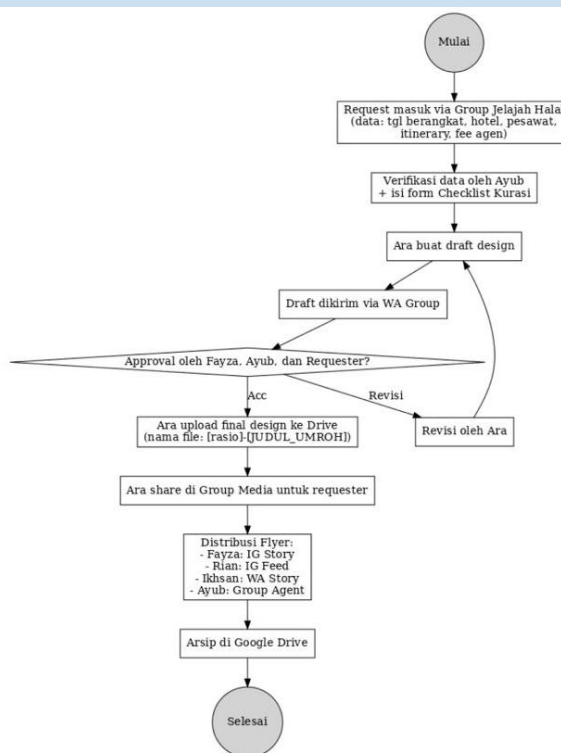 Mulai
Request masuk via Group Jelajah Hala
(data: tgl berangkat, hotel, pesawat,
itinerary, fee agen)
Verifikasi data oleh Ayub
+ isi form Checklist Kurasi
Ara buat draft design
Draft dikirim via WA Group
Approval oleh Fayza, Ayub, dan Requester?
Acc
Revisi
Ara upload final design ke Drive
(nama file: [rasio]-[JUDUL_UMROH])
Revisi oleh Ara
Ara share di Group Media untuk requester
Distribusi Flyer:
- Fayza: IG Story
- Rian: IG Feed
- Ikhsan: WA Story
- Ayub: Group Agent
Arsip di Google Drive
Selesai